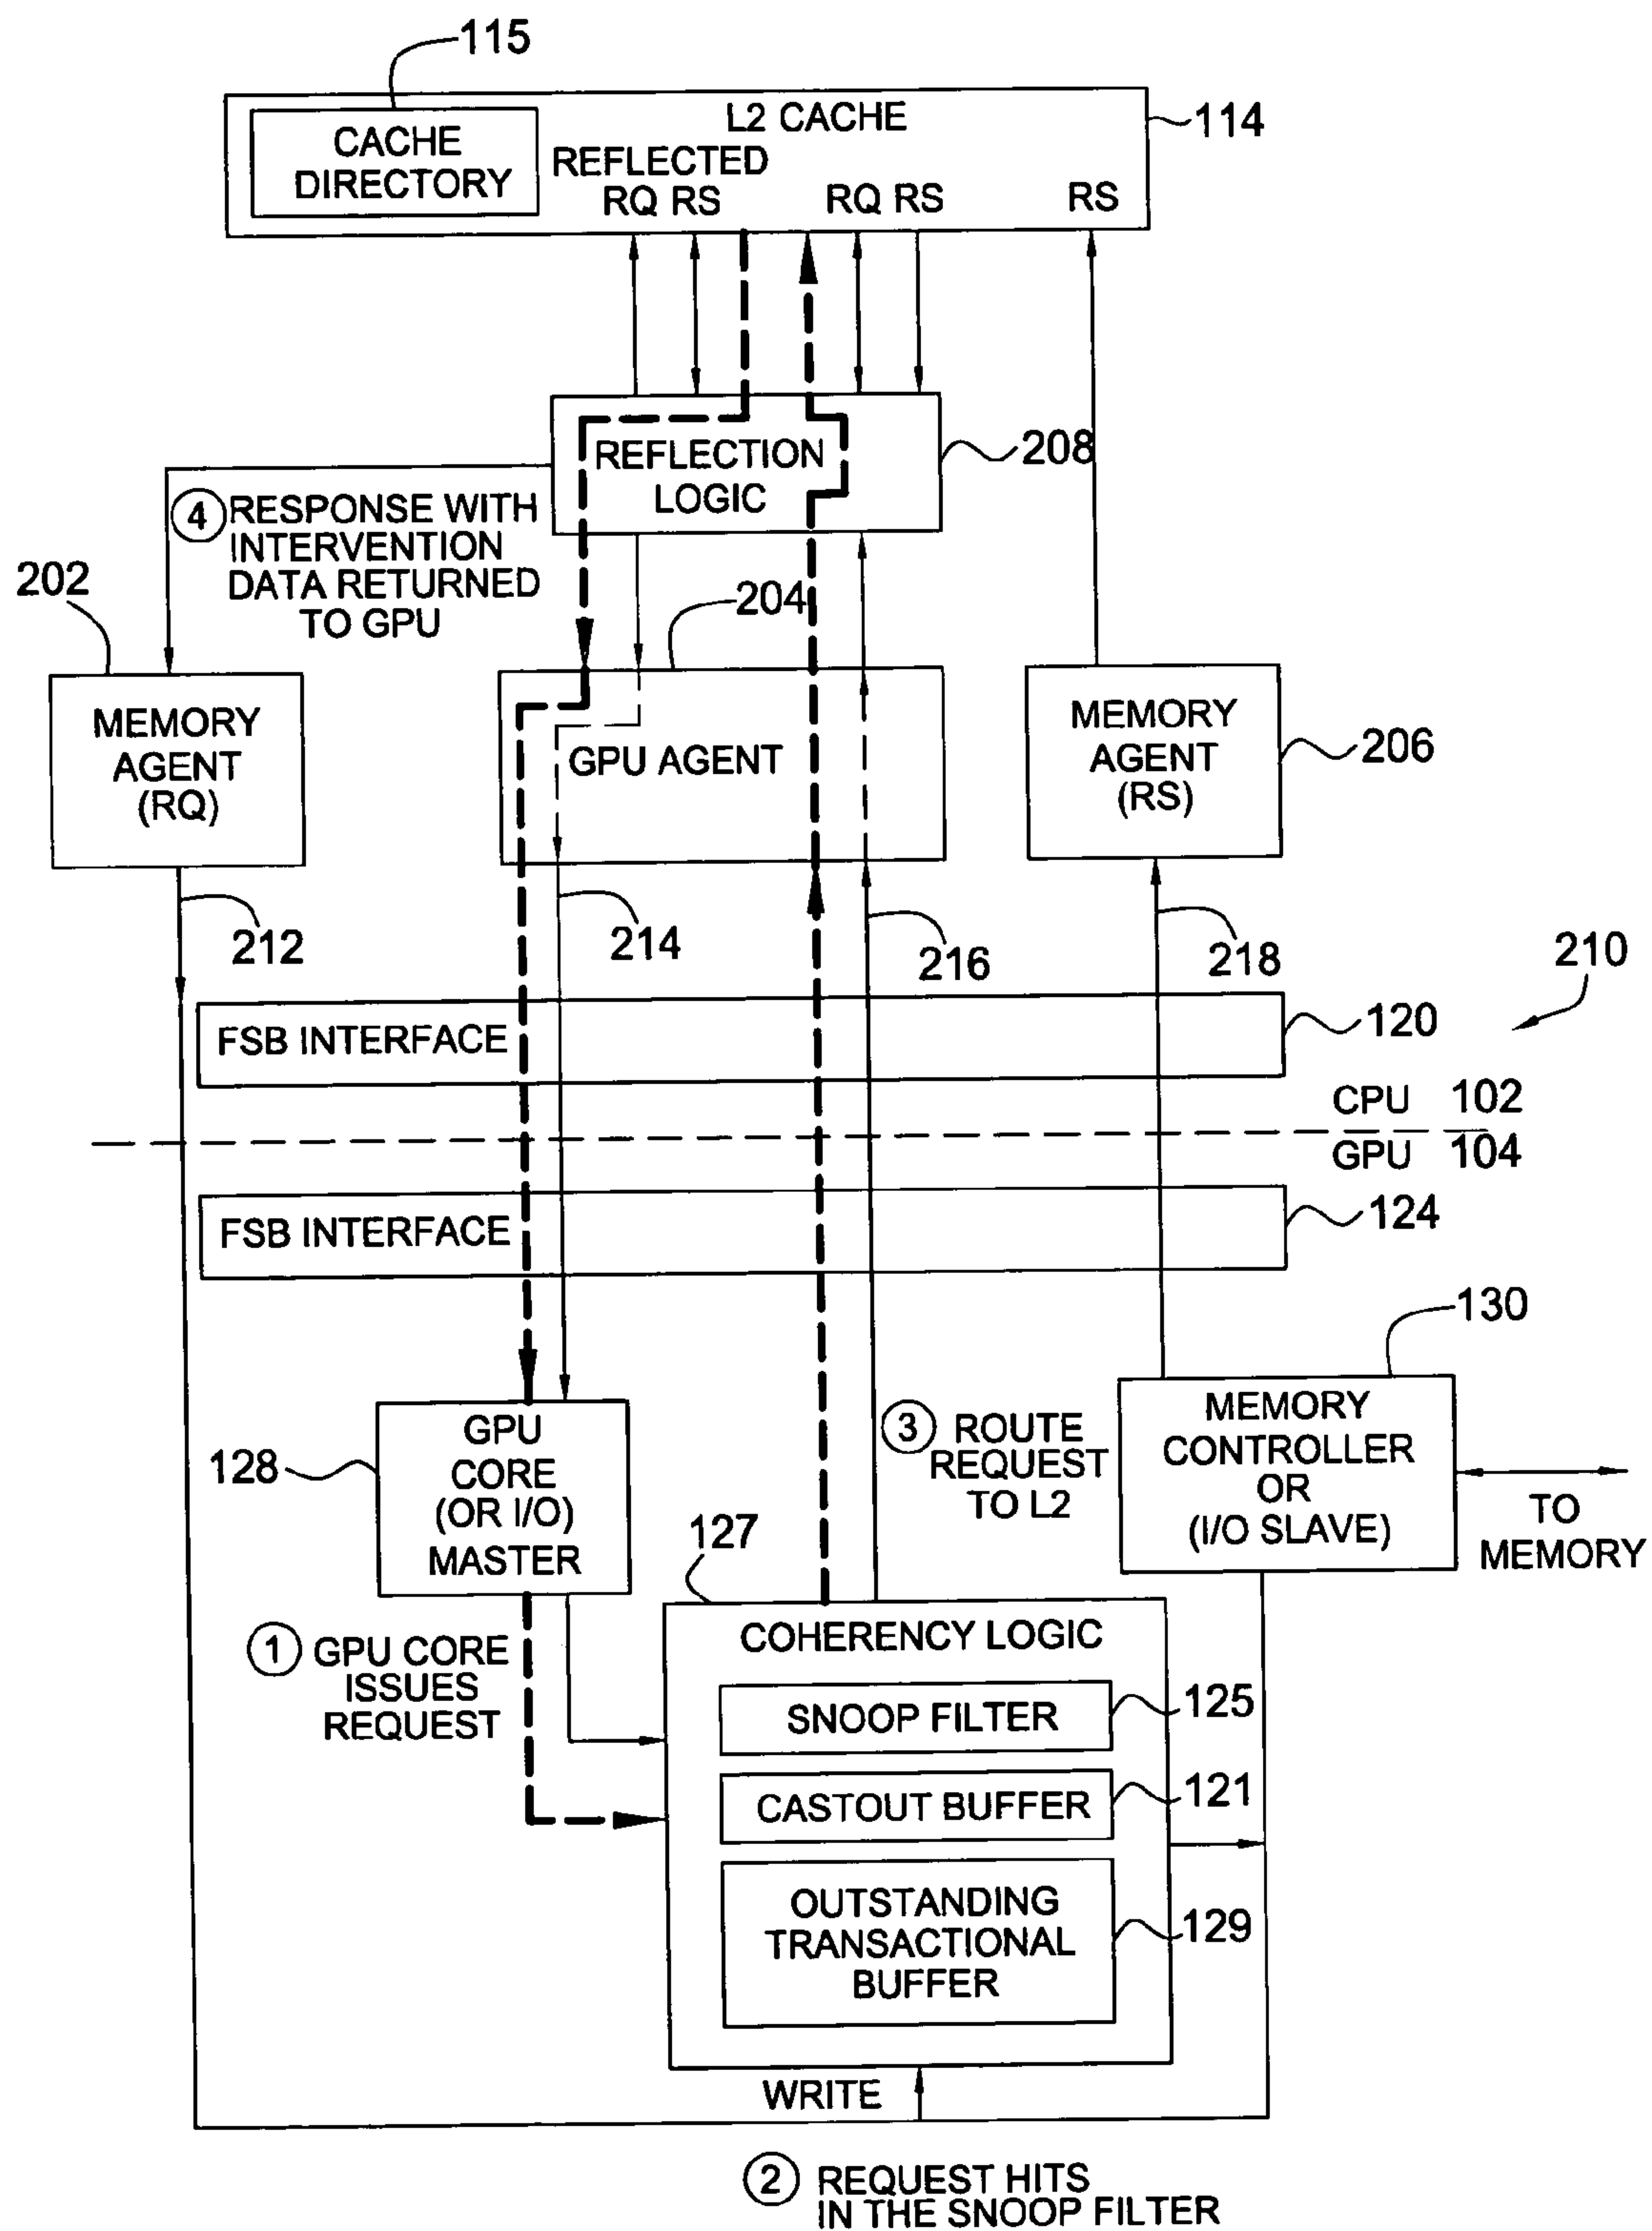 115
L2 CACHE
114
CACHE
DIRECTORY
REFLECTED
RQ RS
RQ RS
RS
REFLECTION
LOGIC
208
4
RESPONSE WITH
INTERVENTION
DATA RETURNED
TO GPU
202
204
MEMORY
AGENT
(RQ)
GPU AGENT
MEMORY
AGENT
(RS)
206
212
214
216
218
210
FSB INTERFACE
120
CPU 102
GPU 104
FSB INTERFACE
124
130
128
GPU
CORE
(OR I/O)
MASTER
3
ROUTE
REQUEST
TO L2
MEMORY
CONTROLLER
OR
(I/O SLAVE)
TO
MEMORY
127
1
GPU CORE
ISSUES
REQUEST
COHERENCY LOGIC
SNOOP FILTER
125
CASTOUT BUFFER
121
OUTSTANDING
TRANSACTIONAL
BUFFER
129
WRITE
2
REQUEST HITS
IN THE SNOOP FILTER